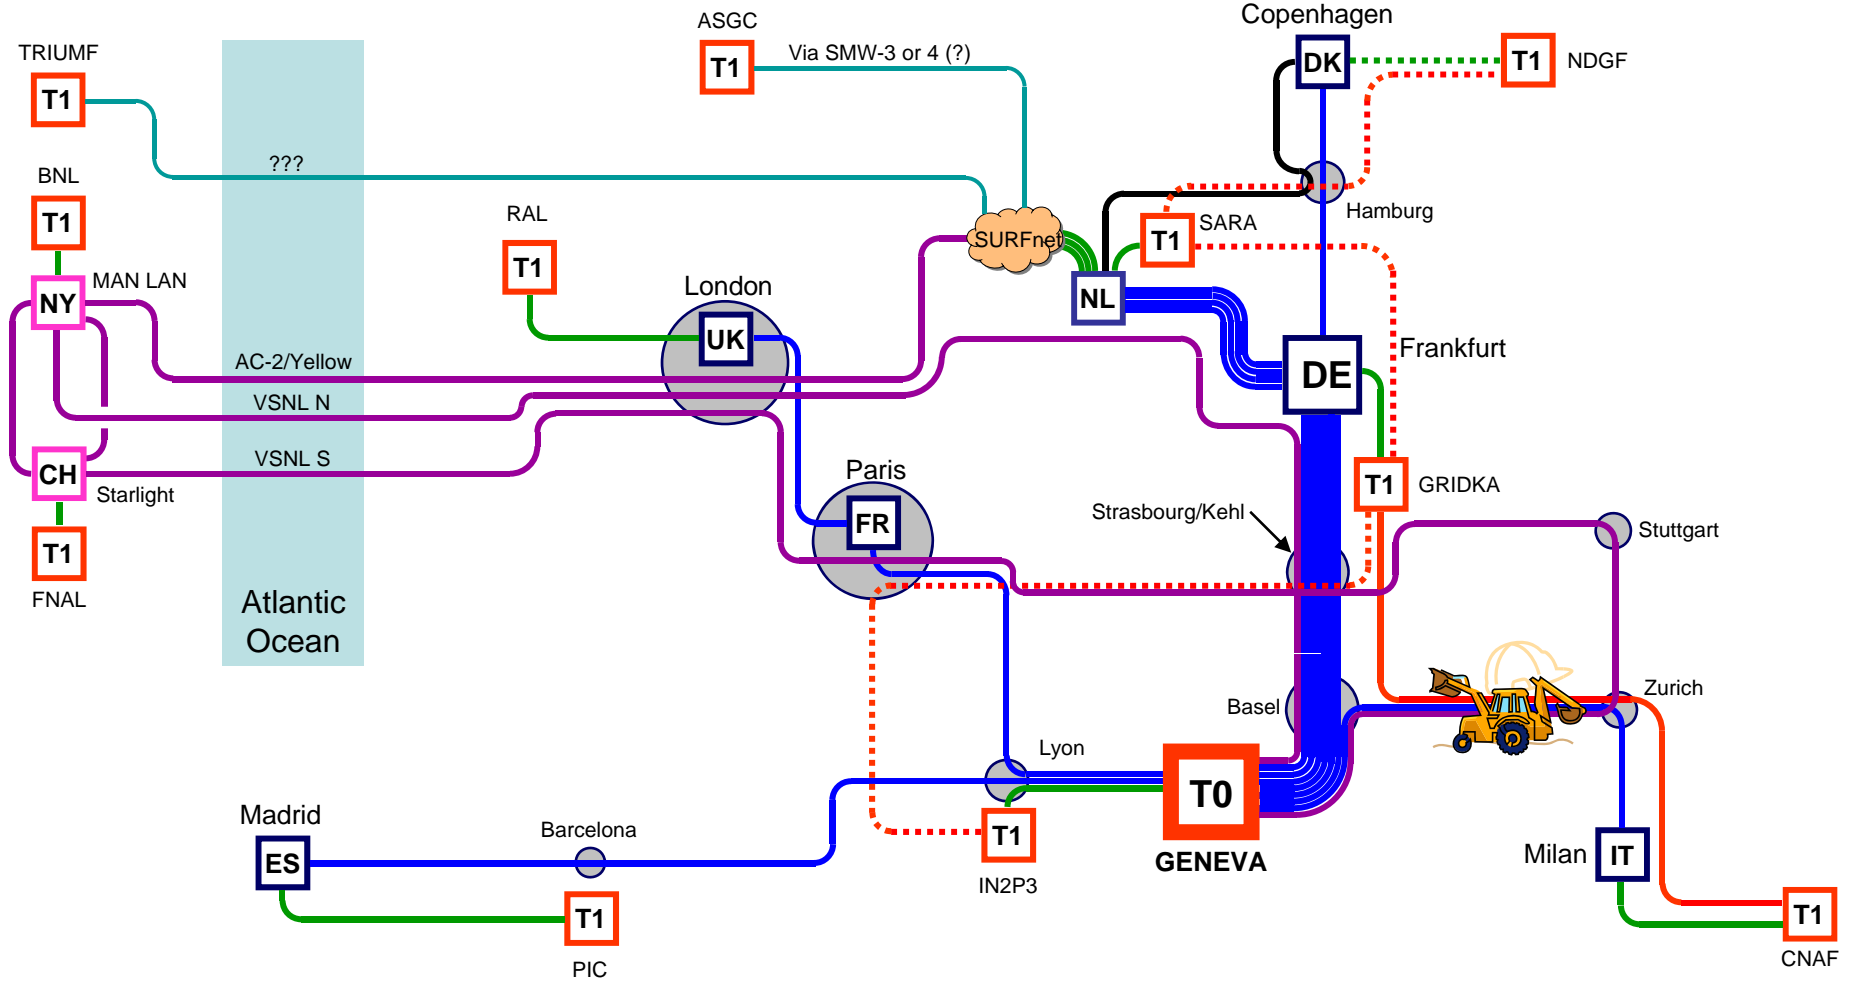 Copenhagen
ASGC
TRIUMF
T1
Via SMW-3 or 4 (?)
DK
T1
NDGF
T1
???
BNL
T1
RAL
Hamburg
SARA
T1
SURFnet
T1
MAN LAN
NY
London
NL
UK
Frankfurt
DE
AC-2/Yellow
VSNL N
VSNL S
CH
Starlight
Paris
T1
GRIDKA
Strasbourg/Kehl
FR
Stuttgart
T1
FNAL
Atlantic
Ocean
Zurich
Basel
Lyon
T0
GENEVA
Madrid
Barcelona
T1
IN2P3
ES
Milan
IT
T1
PIC
T1
CNAF